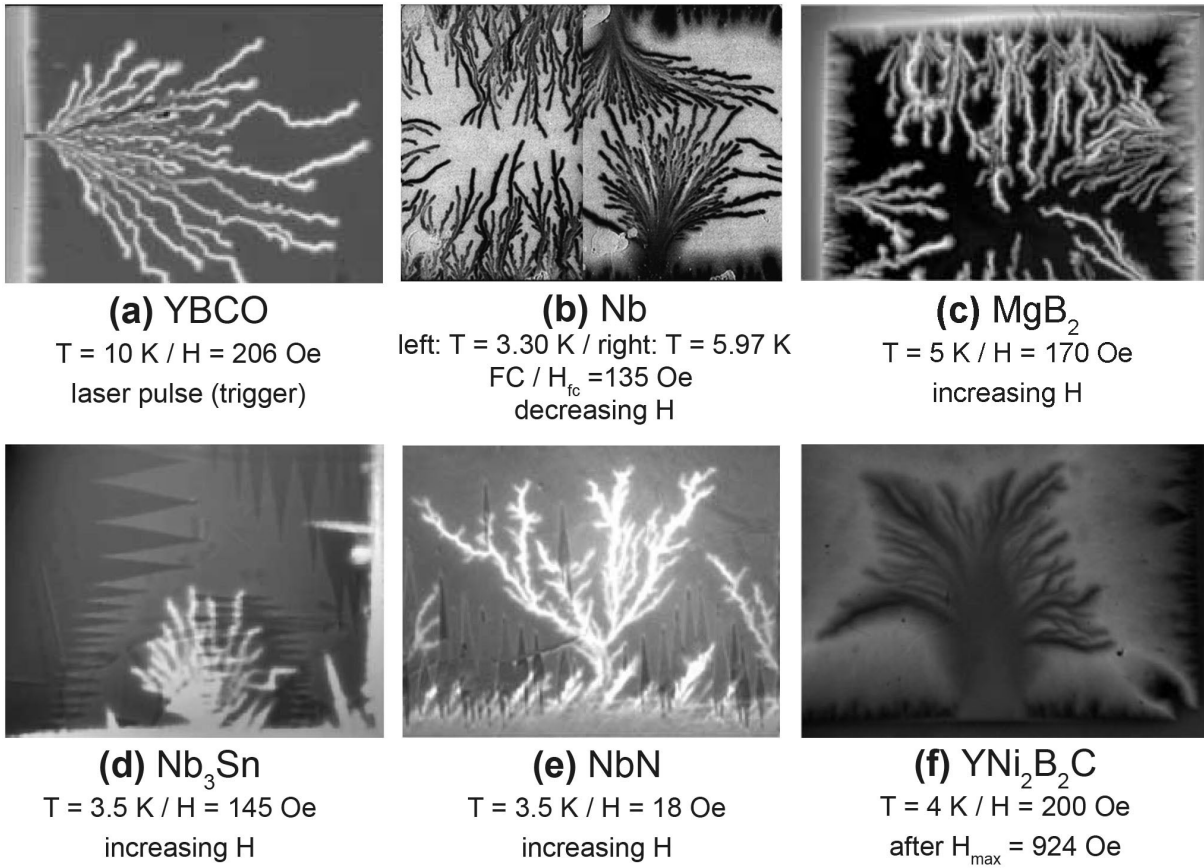 (a) YBCO
T = 10 K / H = 206 Oe
laser pulse (trigger)
(b) Nb
left: T = 3.30 K / right: T = 5.97 K
FC / H_fc =135 Oe
decreasing H
(c) MgB₂
T = 5 K / H = 170 Oe
increasing H
(d) Nb₃Sn
T = 3.5 K / H = 145 Oe
increasing H
(e) NbN
T = 3.5 K / H = 18 Oe
increasing H
(f) YNi₂B₂C
T = 4 K / H = 200 Oe
after H_max = 924 Oe